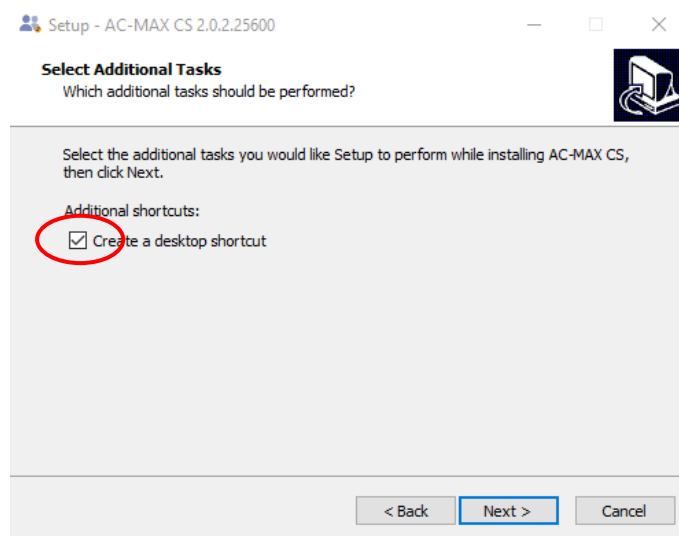 Setup - AC-MAX CS 2.0.2.25600
Select Additional Tasks
Which additional tasks should be performed?
Select the additional tasks you would like Setup to perform while installing AC-MAX CS,
then click Next.
Additional shortcuts:
Create a desktop shortcut
< Back
Next >
Cancel